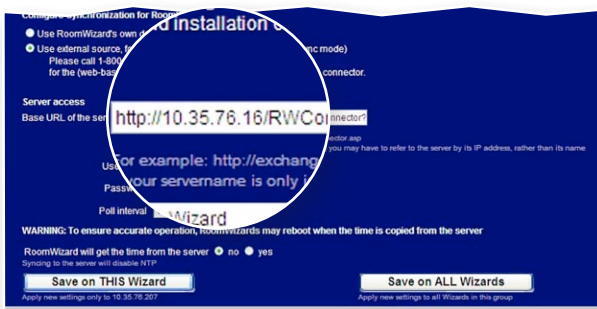 Configure Synchronization for Room
d installation
Use RoomWizard's own d
Use external source, fo nc mode)
Please call 1-800
for the (web-bas connector.
Server access
Base URL of the ser http://10.35.76.16/RWCo nnector?
ector.asp
For example: http://exchang you may have to refer to the server by its IP address, rather than its name
your servername is only i
Us
Passw
Poll interval Wizard
WARNING: To ensure accurate operation, RoomWizards may reboot when the time is copied from the server
RoomWizard will get the time from the server no yes
Syncing to the server will disable NTP
Save on THIS Wizard Save on ALL Wizards
Apply new settings only to 10.35.76.207 Apply new settings to all Wizards in this group